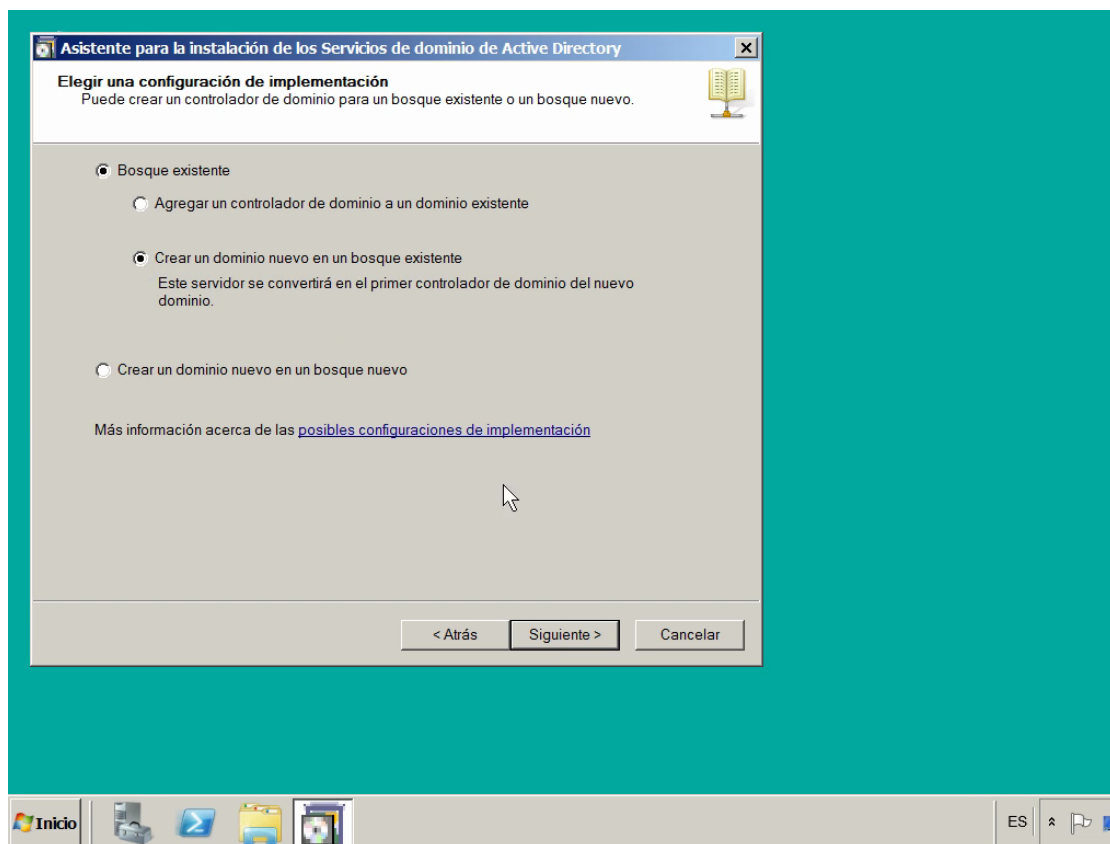 Asistente para la instalación de los Servicios de dominio de Active Directory
Elegir una configuración de implementación
Puede crear un controlador de dominio para un bosque existente o un bosque nuevo.
Bosque existente
Agregar un controlador de dominio a un dominio existente
Crear un dominio nuevo en un bosque existente
Este servidor se convertirá en el primer controlador de dominio del nuevo
dominio.
Crear un dominio nuevo en un bosque nuevo
Más información acerca de las posibles configuraciones de implementación
< Atrás Siguiente > Cancelar
Inicio ES